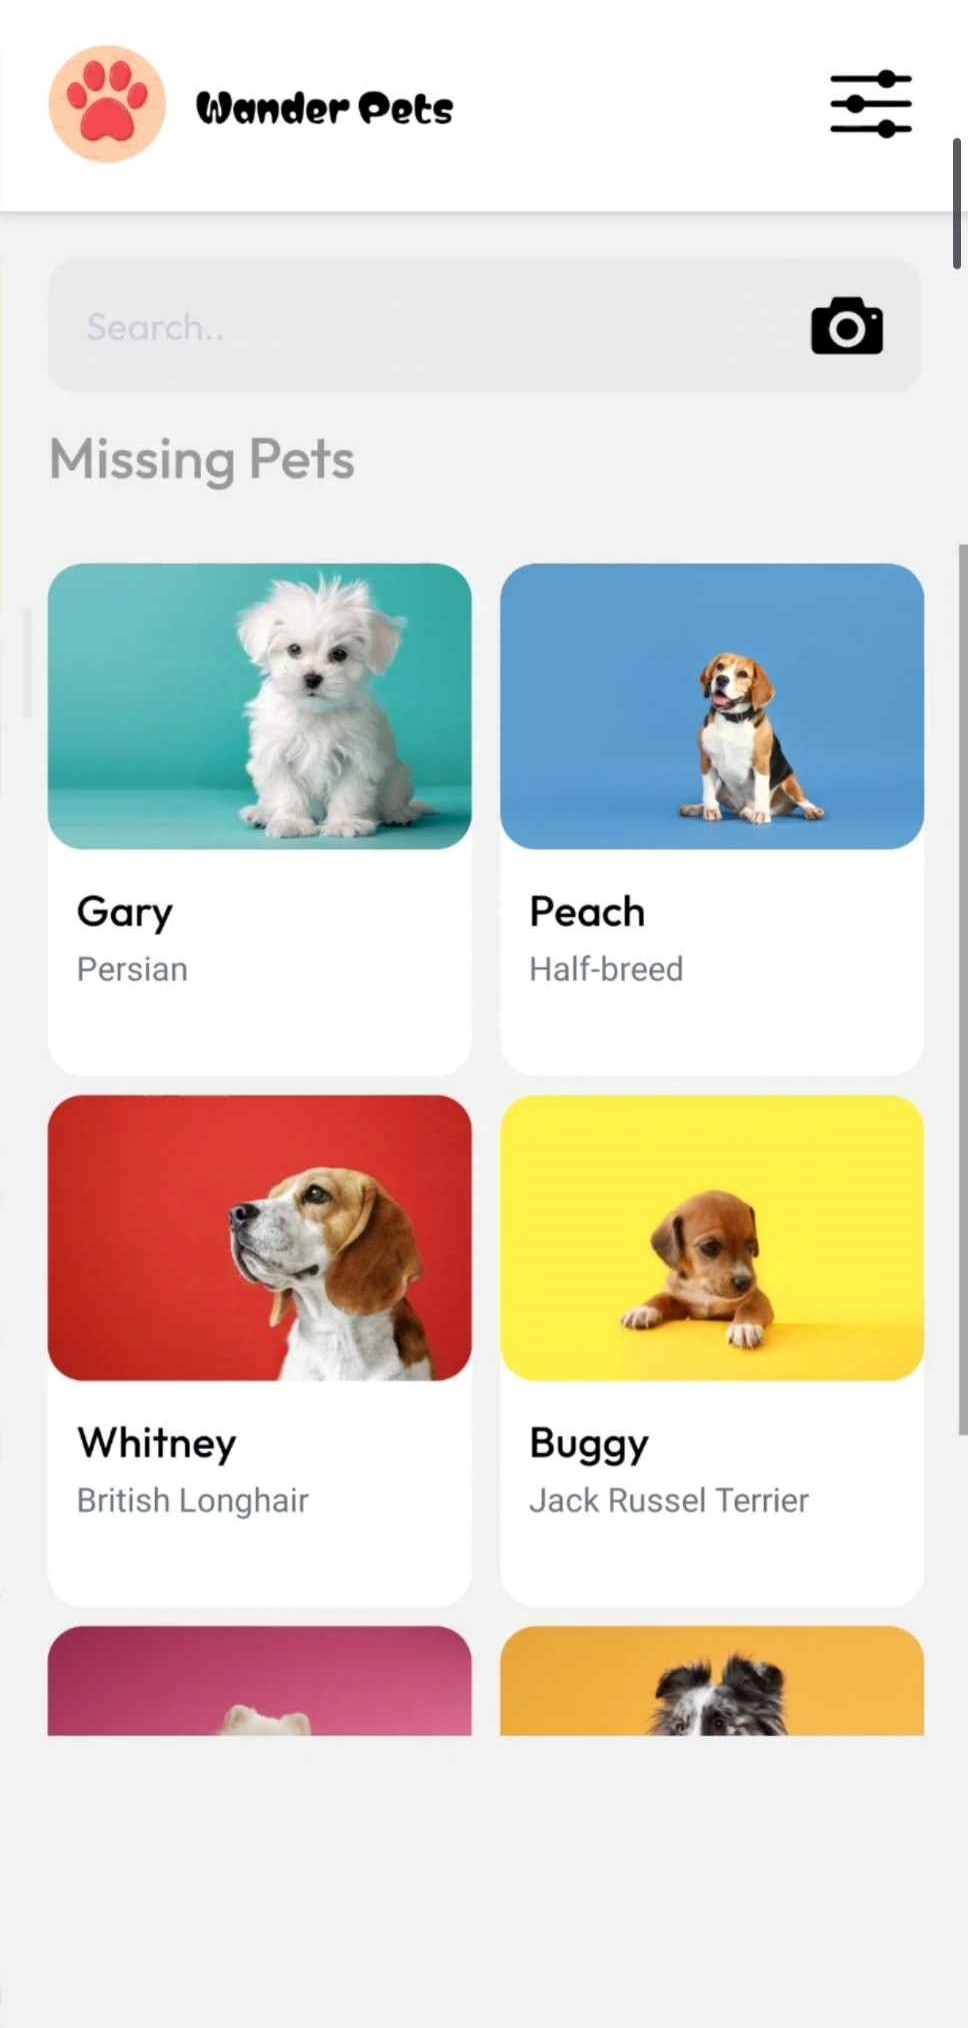 Wander Pets
Search..
Missing Pets
Gary
Persian
Peach
Half-breed
Whitney
British Longhair
Buggy
Jack Russel Terrier